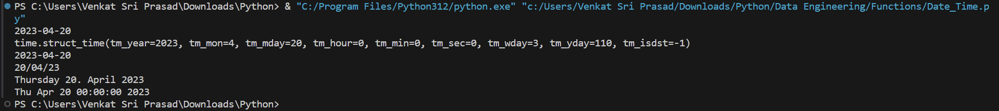 PS C:\Users\Venkat Sri Prasad\Downloads\Python> & "C:/Program Files/Python312/python.exe" "c:/Users/Venkat Sri Prasad/Downloads/Python/Data Engineering/Functions/Date_Time.p
y"
2023-04-20
time.struct_time(tm_year=2023, tm_mon=4, tm_mday=20, tm_hour=0, tm_min=0, tm_sec=0, tm_wday=3, tm_yday=110, tm_isdst=-1)
2023-04-20
20/04/23
Thursday 20. April 2023
Thu Apr 20 00:00:00 2023
PS C:\Users\Venkat Sri Prasad\Downloads\Python>